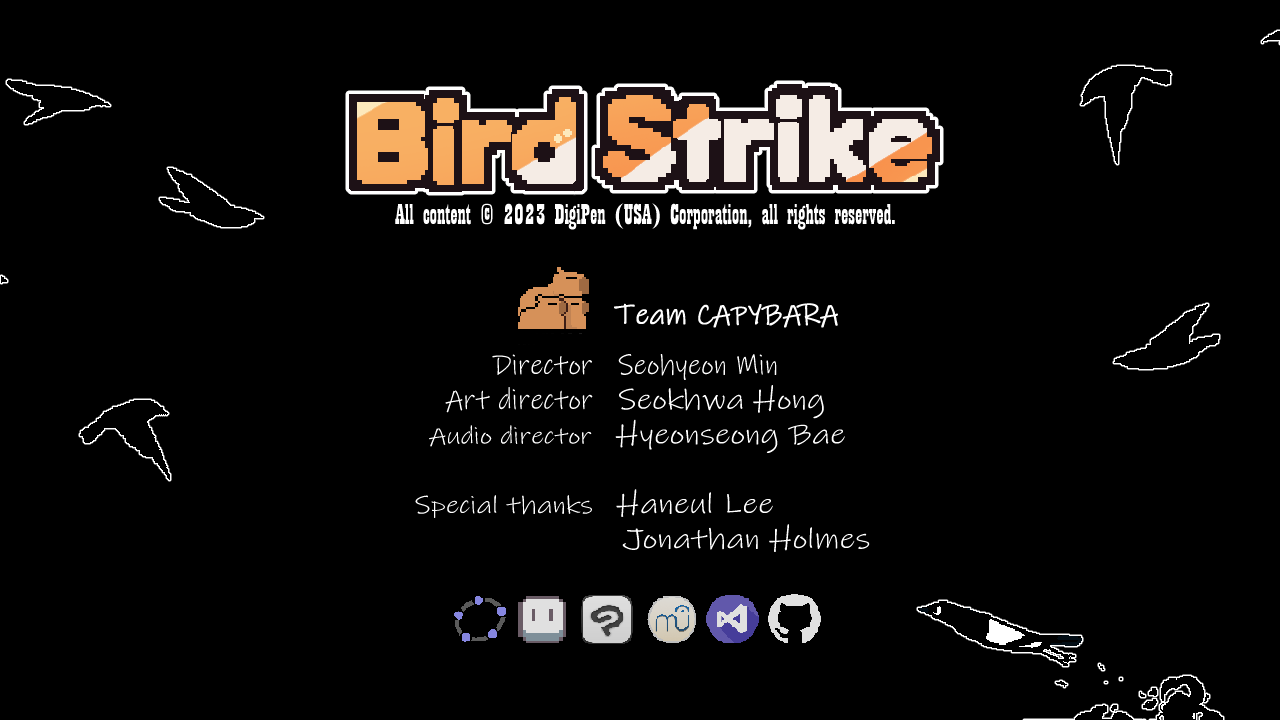 Bird Strike
All content © 2023 DigiPen (USA) Corporation, all rights reserved.
Team CAPYBARA
Director Seohyeon Min
Art director Seokhwa Hong
Audio director Hyeonseong Bae
Special thanks Haneul Lee
Jonathan Holmes
mu